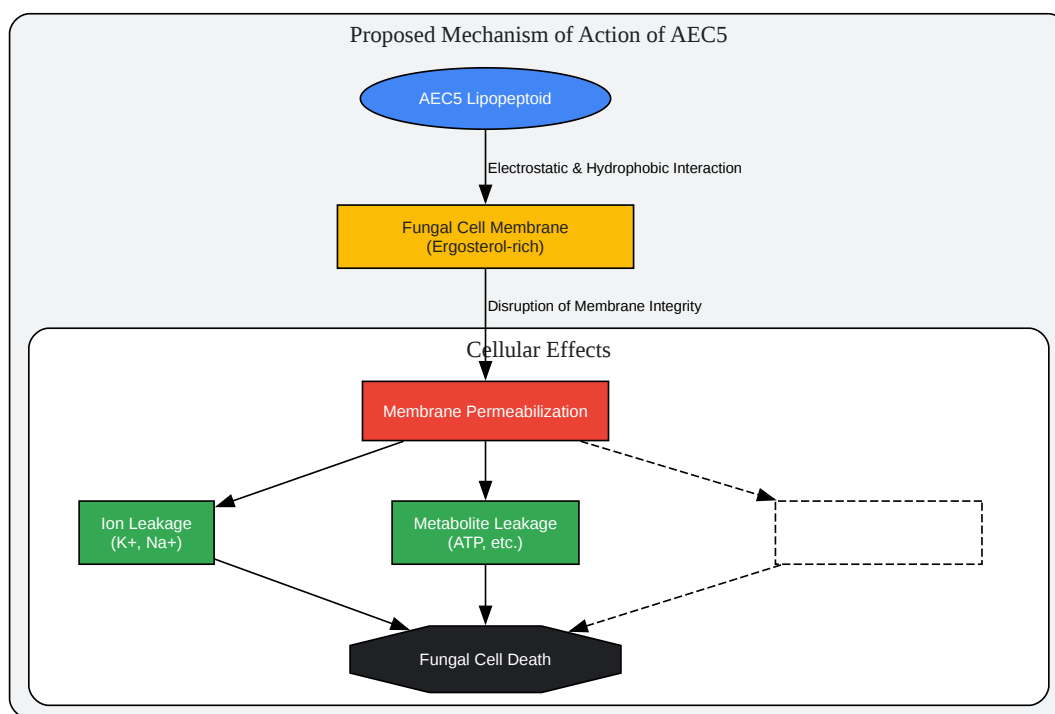 Proposed Mechanism of Action of AEC5
AEC5 Lipopeptoid
Electrostatic & Hydrophobic Interaction
Fungal Cell Membrane
(Ergosterol-rich)
Disruption of Membrane Integrity
Cellular Effects
Membrane Permeabilization
Ion Leakage
(K+, Na+)
Metabolite Leakage
(ATP, etc.)
Fungal Cell Death